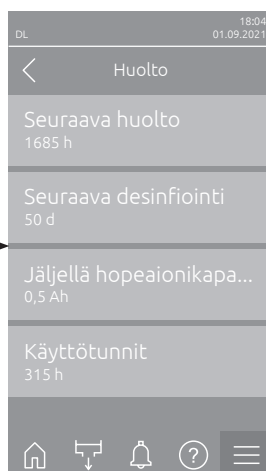 18:04
DL 01.09.2021
Huolto
Seuraava huolto
1685 h
Seuraava desinfiointi
50 d
Jäljellä hopeaionikapa...
0,5 Ah
Käyttötunnit
315 h
?